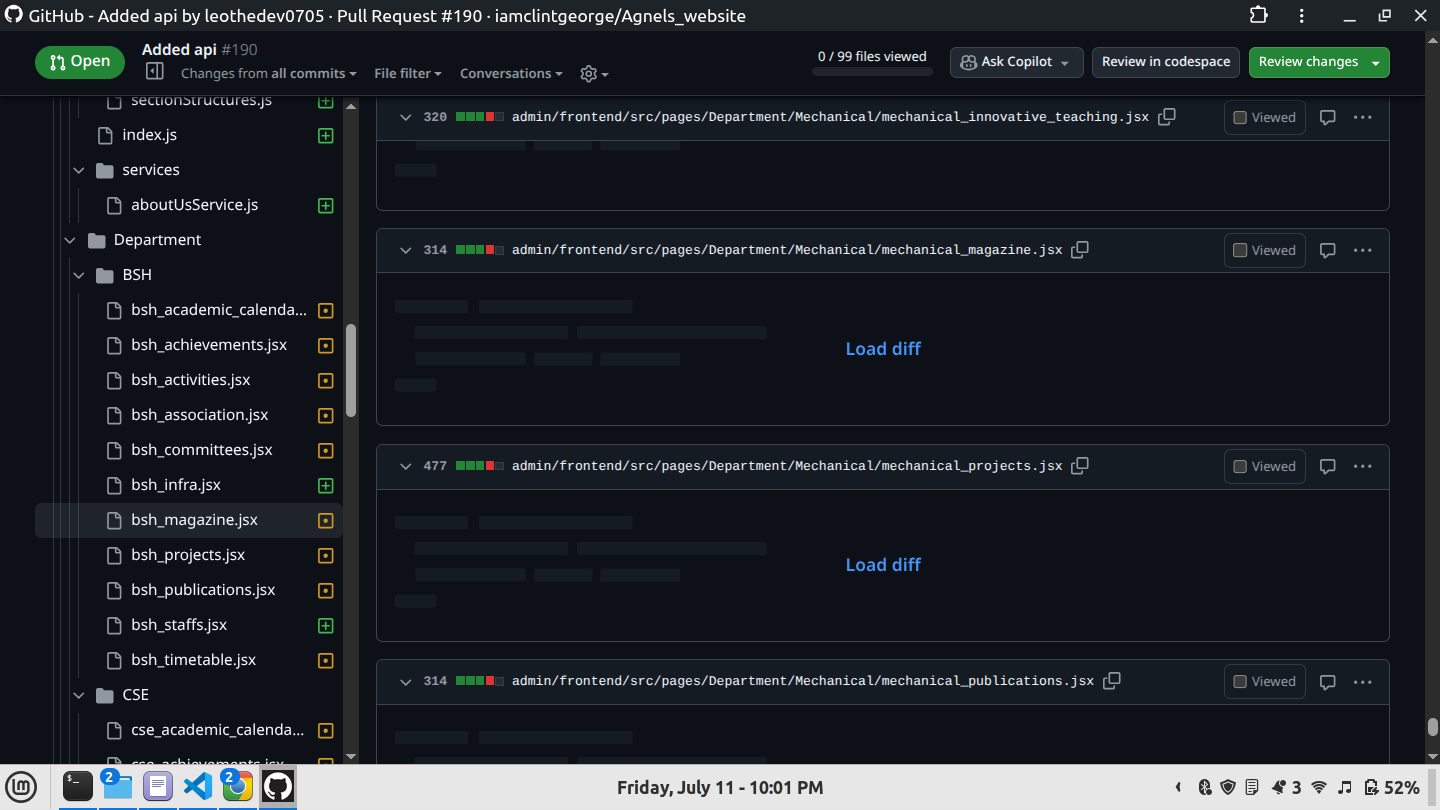 GitHub - Added api by leothedev0705 · Pull Request #190 · iamclintgeorge/Agnels_website
Open
Added api #190
Changes from all commits
File filter
Conversations
0 / 99 files viewed
Ask Copilot
Review in codespace
Review changes
sectionStructures.js
index.js
services
aboutUsService.js
Department
BSH
bsh_academic_calenda...
bsh_achievements.jsx
bsh_activities.jsx
bsh_association.jsx
bsh_committees.jsx
bsh_infra.jsx
bsh_magazine.jsx
bsh_projects.jsx
bsh_publications.jsx
bsh_staffs.jsx
bsh_timetable.jsx
CSE
cse_academic_calenda...
cse_achievements.jsx
320 admin/frontend/src/pages/Department/Mechanical/mechanical_innovative_teaching.jsx Viewed
314 admin/frontend/src/pages/Department/Mechanical/mechanical_magazine.jsx Viewed
Load diff
477 admin/frontend/src/pages/Department/Mechanical/mechanical_projects.jsx Viewed
Load diff
314 admin/frontend/src/pages/Department/Mechanical/mechanical_publications.jsx Viewed
2
2
Friday, July 11 - 10:01 PM
3
52%